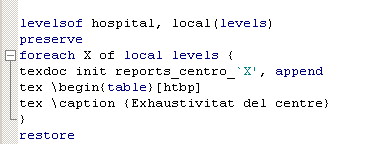 levelsof hospital, local(levels)
preserve
foreach X of local levels {
texdoc init reports_centro_`X', append
tex \begin{table}[htbp]
tex \caption {Exhaustivitat del centre}
}
restore